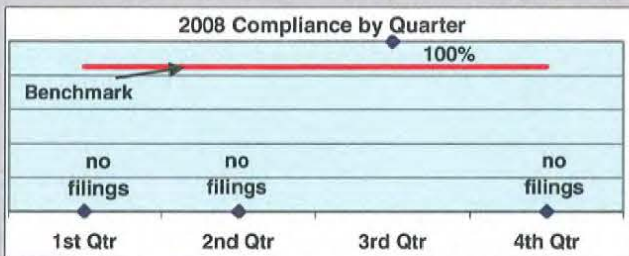 2008 Compliance by Quarter
100%
Benchmark
no
filings
no
filings
no
filings
1st Qtr
2nd Qtr
3rd Qtr
4th Qtr